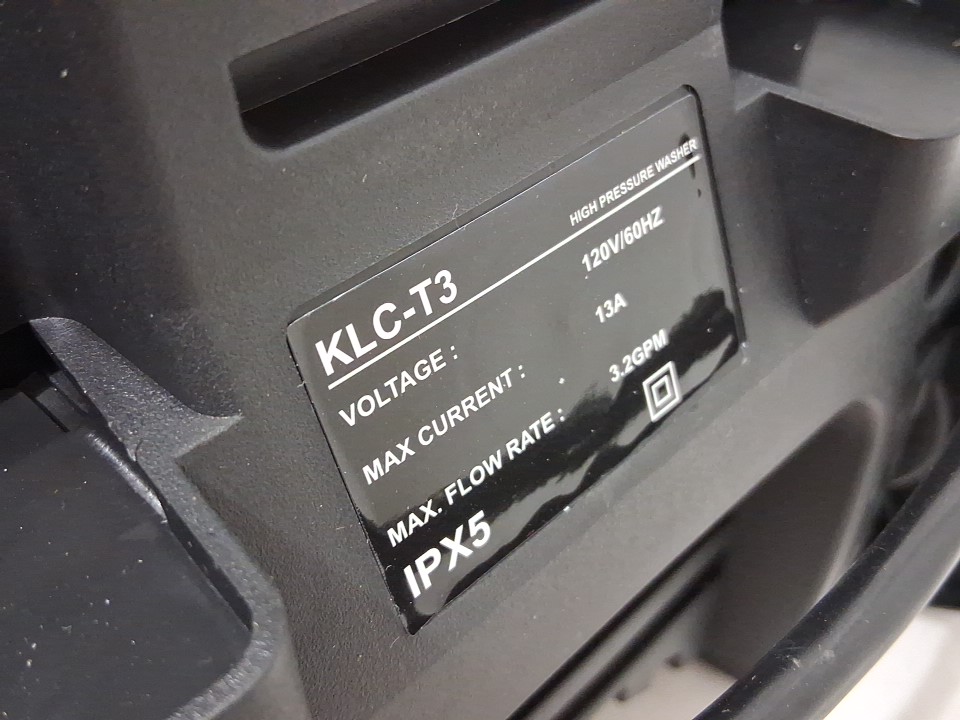 KLC-T3 HIGH PRESSURE WASHER
VOLTAGE : 120V/60HZ
MAX CURRENT : 13A
MAX. FLOW RATE : 3.2GPM
IPX5